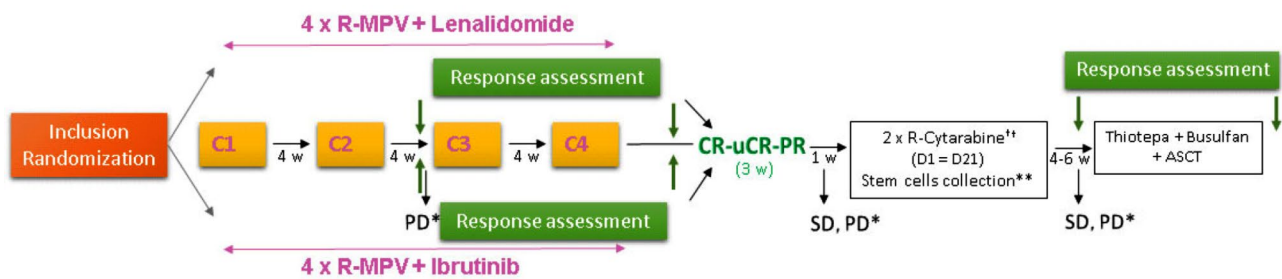 4 x R-MPV + Lenalidomide
Response assessment
Response assessment
Inclusion
Randomization
C1
4 w
C2
4 w
C3
4 w
C4
CR-uCR-PR
(3 w)
1 w
2 x R-Cytarabine††
(D1 = D21)
Stem cells collection**
4-6 w
Thiotepa + Busulfan
+ ASCT
PD*
Response assessment
SD, PD*
SD, PD*
4 x R-MPV + Ibrutinib